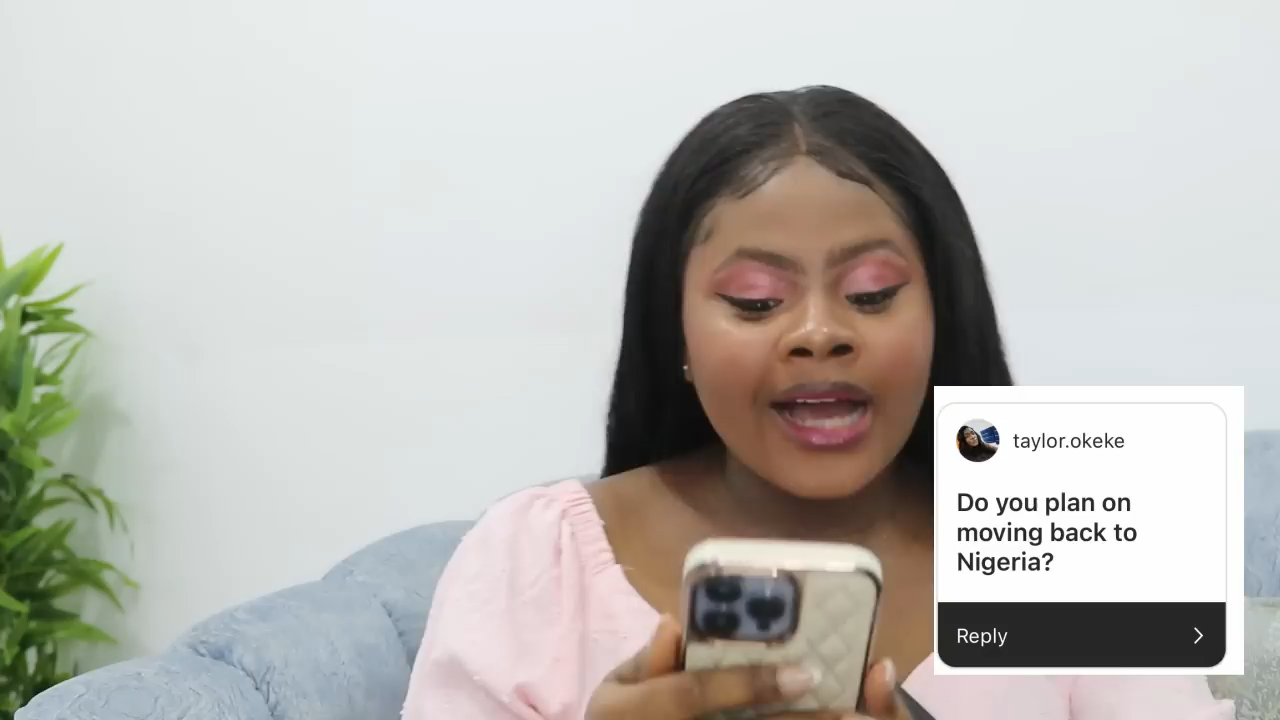 taylor.okeke
Do you plan on
moving back to
Nigeria?
Reply